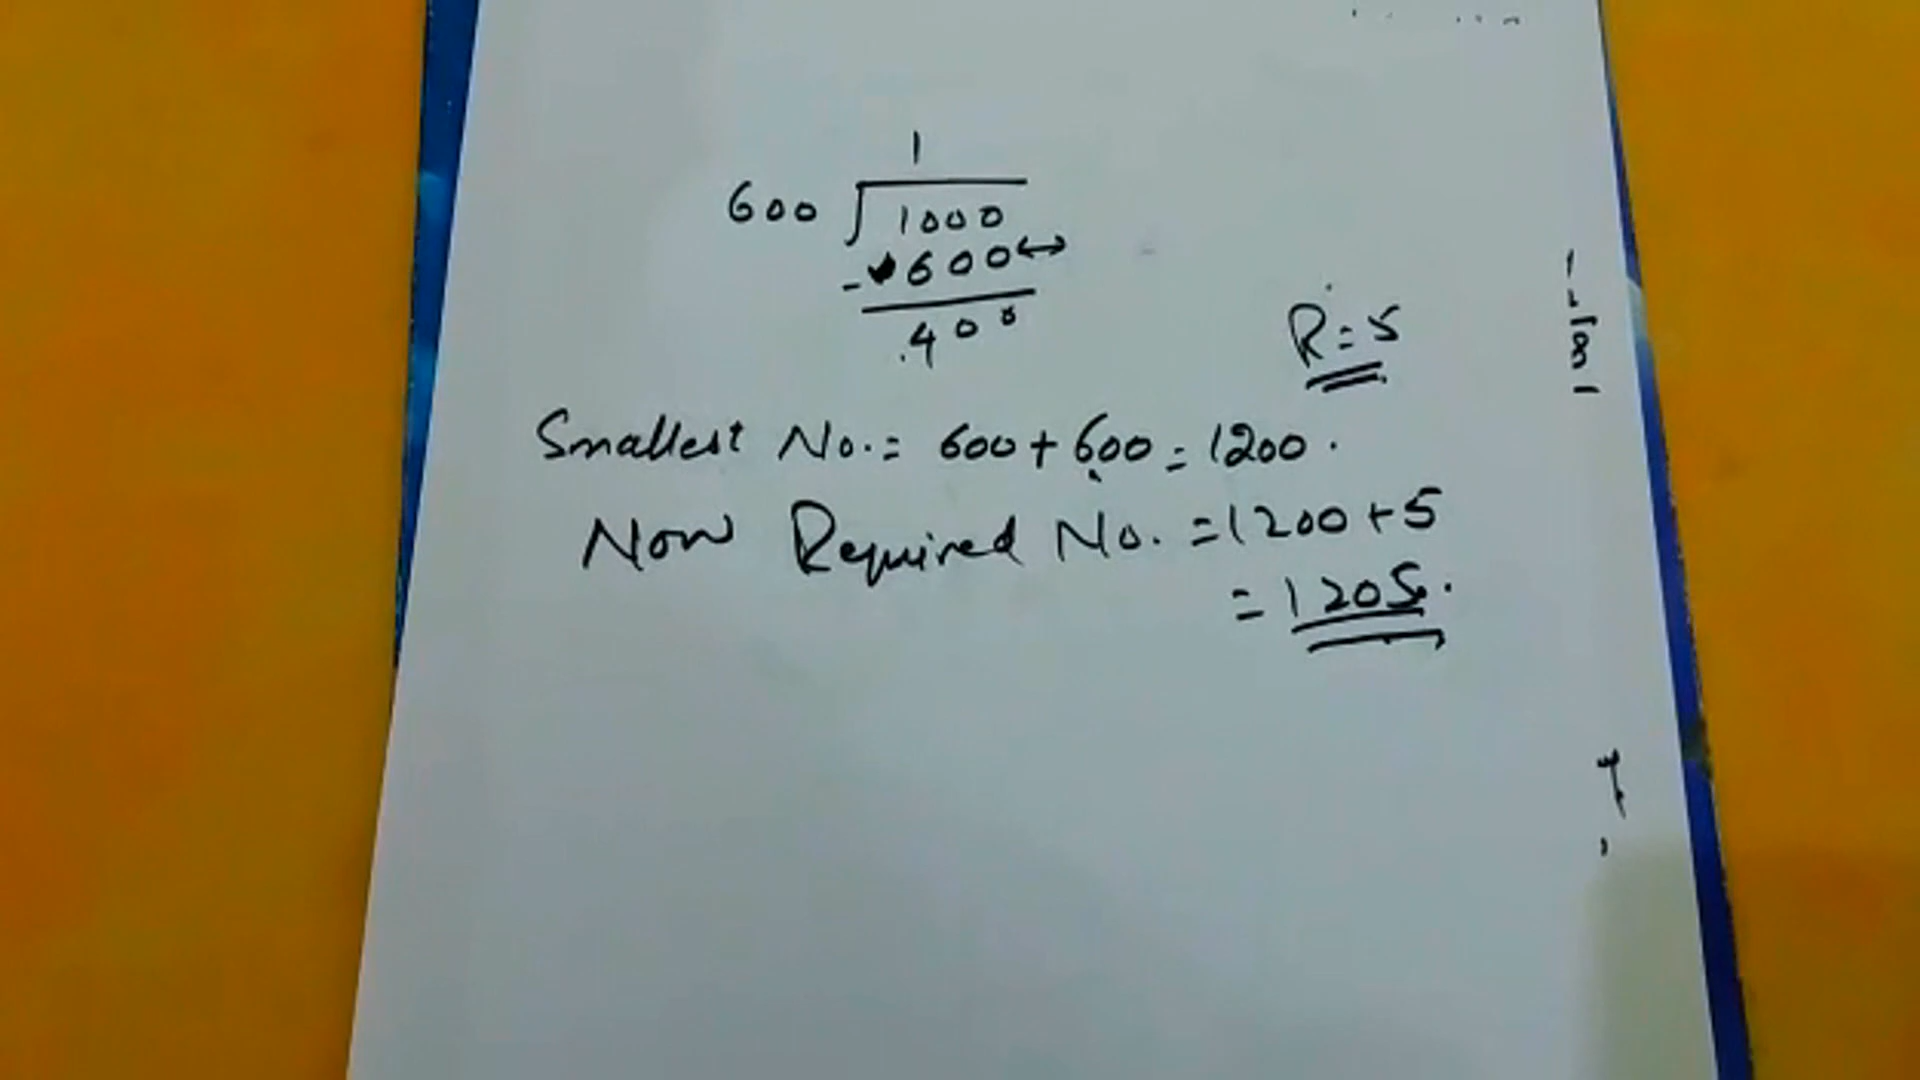 1
600 √1000
- 600 ↔
400
R = 5
Smallest No. = 600 + 600 = 1200.
Now Required No. = 1200 + 5
= 1205.